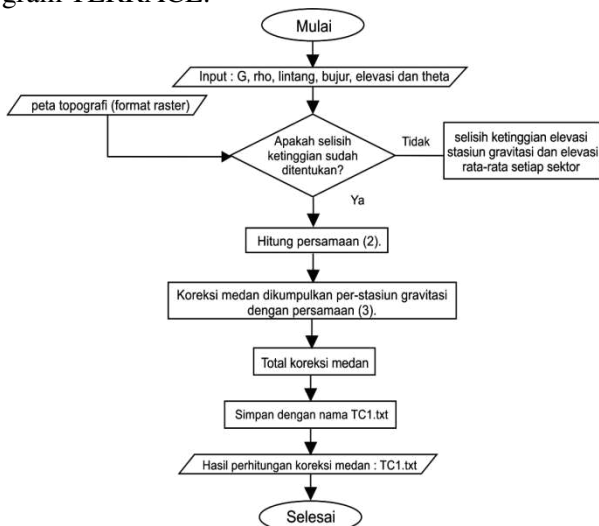 gram TERRACE.
Mulai
Input : G, rho, lintang, bujur, elevasi dan theta
peta topografi (format raster)
Apakah selisih
ketinggian sudah
ditentukan?
Tidak
selisih ketinggian elevasi
stasiun gravitasi dan elevasi
rata-rata setiap sektor
Ya
Hitung persamaan (2).
Koreksi medan dikumpulkan per-stasiun gravitasi
dengan persamaan (3).
Total koreksi medan
Simpan dengan nama TC1.txt
Hasil perhitungan koreksi medan : TC1.txt
Selesai